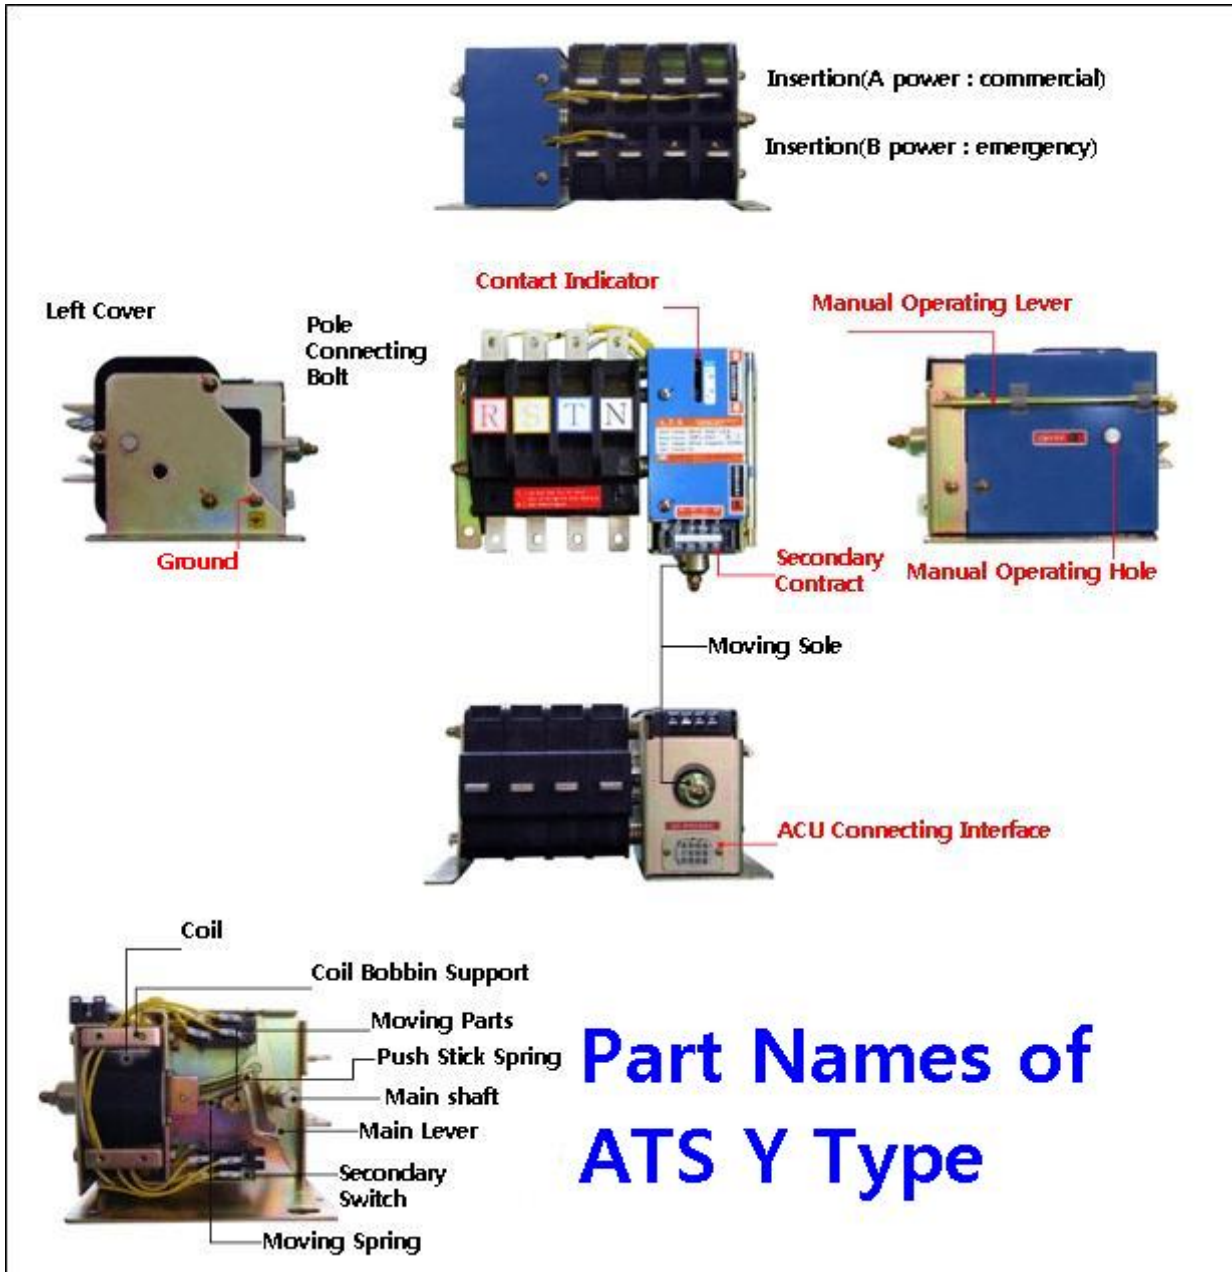 Insertion(A power : commercial)
Insertion(B power : emergency)
Contact Indicator
Left Cover
Manual Operating Lever
Pole
Connecting
Bolt
R S T N
Ground
Secondary
Contract
Manual Operating Hole
Moving Sole
ACU Connecting Interface
Coil
Coil Bobbin Support
Moving Parts
Push Stick Spring
Main shaft
Main Lever
Secondary
Switch
Moving Spring
Part Names of
ATS Y Type